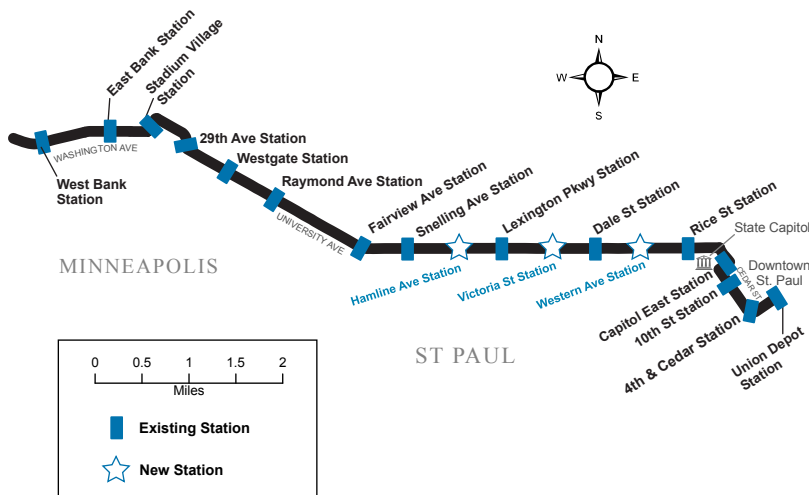 East Bank Station
Stadium Village
Station
N
W
E
S
29th Ave Station
WASHINGTON AVE
Westgate Station
West Bank
Station
Raymond Ave Station
UNIVERSITY AVE
Fairview Ave Station
Snelling Ave Station
Lexington Pkwy Station
Dale St Station
Rice St Station
State Capitol
CEDAR ST
Downtown
St. Paul
MINNEAPOLIS
Hamline Ave Station
Victoria St Station
Western Ave Station
Capitol East Station
10th St Station
4th & Cedar Station
Union Depot
Station
ST PAUL
0 0.5 1 2
Miles
Existing Station
New Station